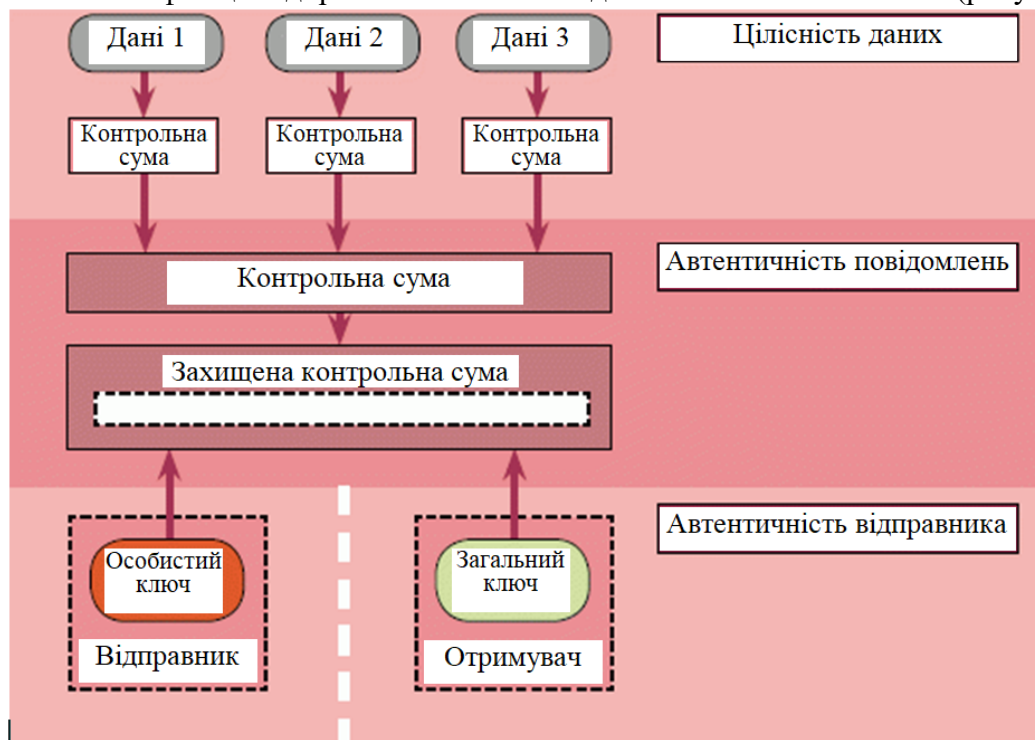 Дані 1
Дані 2
Дані 3
Цілісність даних
Контрольна
сума
Контрольна
сума
Контрольна
сума
Контрольна сума
Автентичність повідомлень
Захищена контрольна сума
Особистий
ключ
Загальний
ключ
Автентичність відправника
Відправник
Отримувач